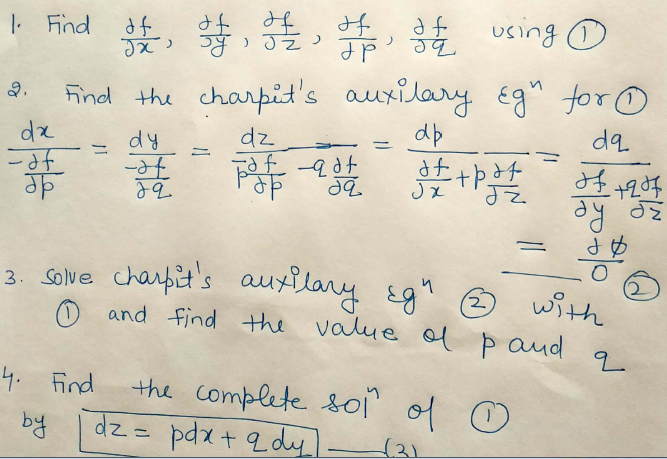 1. Find ∂f/∂x, ∂f/∂y, ∂f/∂z, ∂f/∂p, ∂f/∂q using ①
2. Find the charpit's auxilary Eqⁿ for ①
dx/(-∂f/∂p) = dy/(-∂f/∂q) = dz/(-p ∂f/∂p - q ∂f/∂q) = dp/(∂f/∂x + p ∂f/∂z) = dq/(∂f/∂y + q ∂f/∂z)
= dϕ/0 — ②
3. Solve charpit's auxilary Eqⁿ ② with
① and find the value of p and q
4. Find the complete solⁿ of ①
by dz = pdx + q dy —(3)